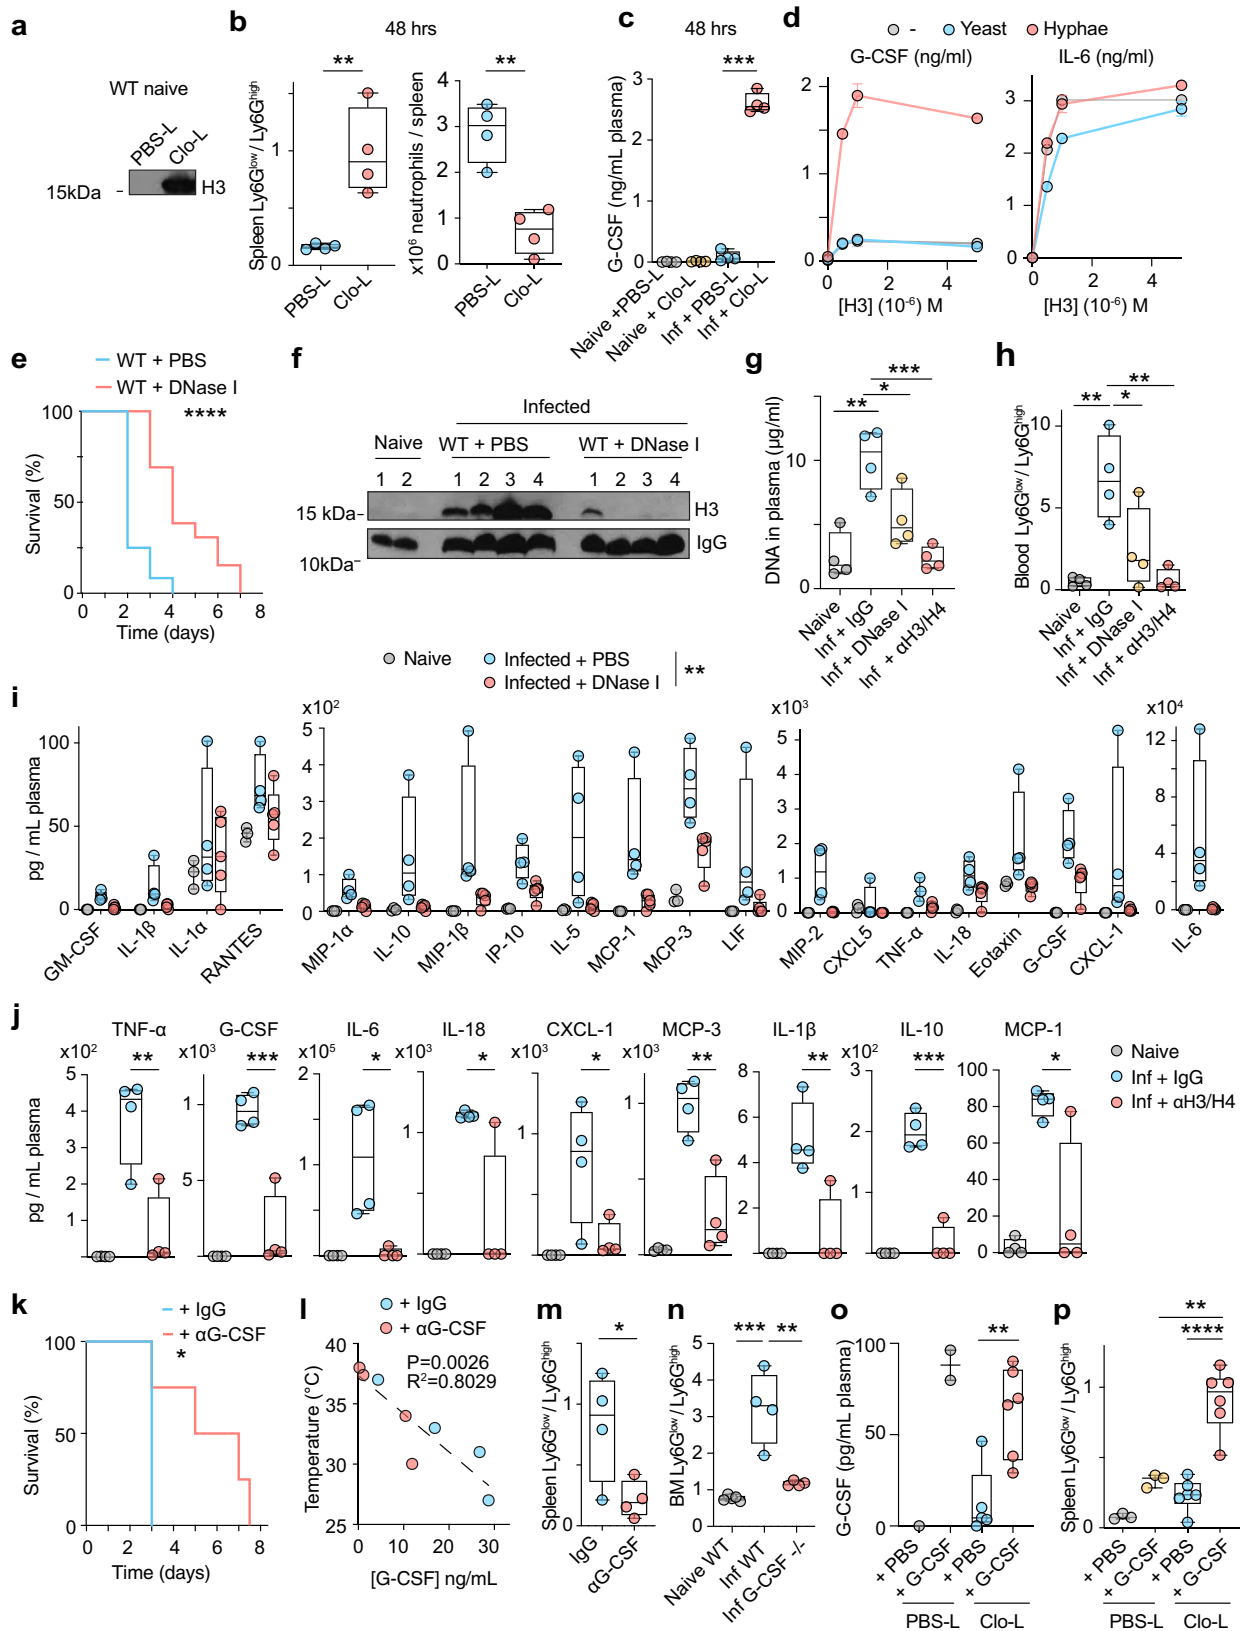 a
WT naive
PBS-L
Clo-L
15kDa
H3
b
48 hrs
**
**
Spleen Ly6G^low / Ly6G^high
1
0
PBS-L
Clo-L
x10^6 neutrophils / spleen
4
3
2
1
0
PBS-L
Clo-L
c
48 hrs
***
G-CSF (ng/mL plasma)
3
2
1
0
Naive +PBS-L
Naive + Clo-L
Inf + PBS-L
Inf + Clo-L
d
- Yeast Hyphae
G-CSF (ng/ml)
2
1
0
0 2 4
[H3] (10^-6) M
IL-6 (ng/ml)
3
2
1
0
0 2 4
[H3] (10^-6) M
e
WT + PBS
WT + DNase I
****
Survival (%)
100
50
0
0 2 4 6 8
Time (days)
f
Infected
Naive WT + PBS WT + DNase I
1 2 1 2 3 4 1 2 3 4
15 kDa
H3
IgG
10kDa
g
***
*
**
DNA in plasma (µg/ml)
10
0
Naive
Inf + IgG
Inf + DNase I
Inf + αH3/H4
h
**
** *
Blood Ly6G^low / Ly6G^high
10
5
0
Naive
Inf + IgG
Inf + DNase I
Inf + αH3/H4
Naive
Infected + PBS
Infected + DNase I
**
i
pg / mL plasma
100
50
0
GM-CSF
IL-1β
IL-1α
RANTES
x10^2
5
4
3
2
1
0
MIP-1α
IL-10
MIP-1β
IP-10
IL-5
MCP-1
MCP-3
LIF
x10^3
5
4
3
2
1
0
MIP-2
CXCL5
TNF-α
IL-18
Eotaxin
G-CSF
CXCL-1
x10^4
12
8
4
0
IL-6
j
pg / mL plasma
TNF-α
x10^2
**
5
4
3
2
1
G-CSF
x10^3
***
1
5
IL-6
x10^5
*
2
1
0
IL-18
x10^3
*
1
0
CXCL-1
x10^3
*
1
0
MCP-3
x10^3
**
1
IL-1β
**
8
6
4
2
IL-10
x10^2
***
2
1
0
MCP-1
*
100
80
60
40
20
0
Naive
Inf + IgG
Inf + αH3/H4
k
+ IgG
+ αG-CSF
*
Survival (%)
100
50
0
0 2 4 6 8
Time (days)
l
+ IgG
+ αG-CSF
P=0.0026
R^2=0.8029
Temperature (°C)
40
35
30
25
0 10 20 30
[G-CSF] ng/mL
m
*
Spleen Ly6G^low / Ly6G^high
1
0
IgG
αG-CSF
n
*** **
BM Ly6G^low / Ly6G^high
5
4
3
2
1
0
Naive WT
Inf WT
Inf G-CSF -/-
o
**
G-CSF (pg/mL plasma)
100
50
0
+ PBS
+ G-CSF
+ PBS
+ G-CSF
PBS-L Clo-L
p
**
****
Spleen Ly6G^low / Ly6G^high
1
0
+ PBS
+ G-CSF
+ PBS
+ G-CSF
PBS-L Clo-L